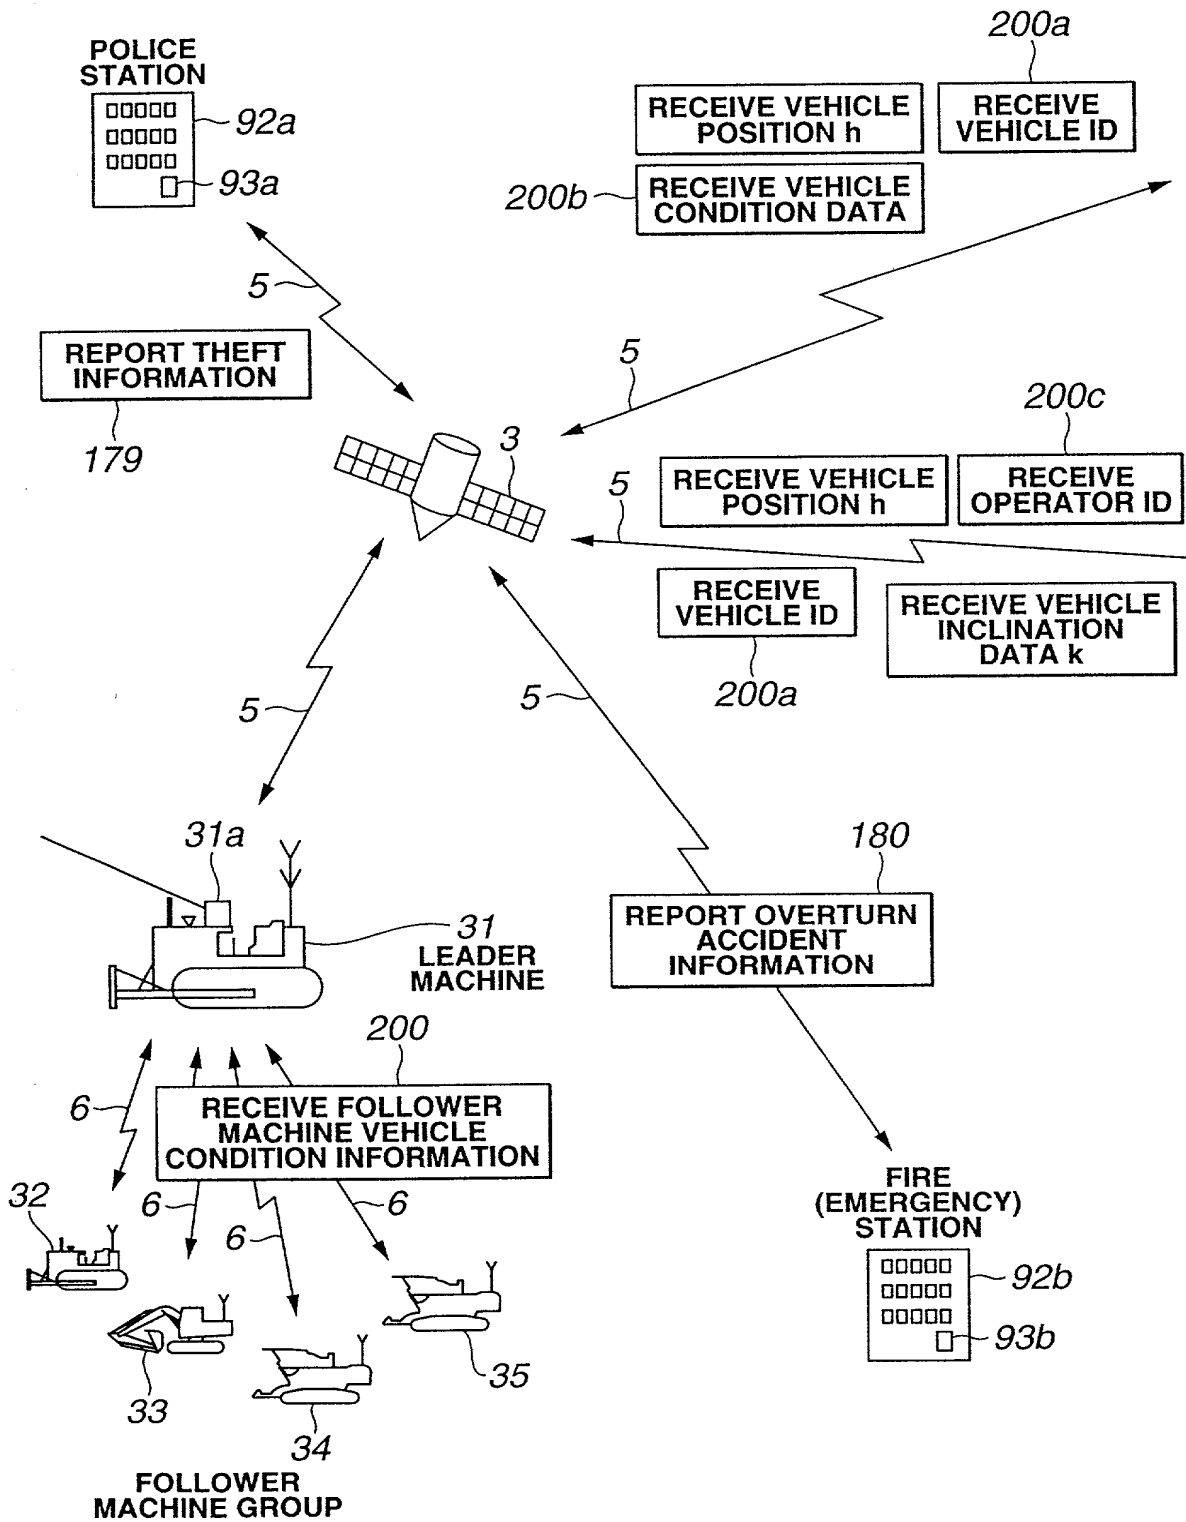 200a
POLICE
STATION
92a
93a
RECEIVE VEHICLE
POSITION h
RECEIVE
VEHICLE ID
200b
RECEIVE VEHICLE
CONDITION DATA
5
REPORT THEFT
INFORMATION
179
5
3
200c
RECEIVE VEHICLE
POSITION h
RECEIVE
OPERATOR ID
5
RECEIVE
VEHICLE ID
200a
RECEIVE VEHICLE
INCLINATION
DATA k
5
5
31a
31
LEADER
MACHINE
180
REPORT OVERTURN
ACCIDENT
INFORMATION
200
RECEIVE FOLLOWER
MACHINE VEHICLE
CONDITION INFORMATION
6
6
6
6
32
33
34
35
FOLLOWER
MACHINE GROUP
FIRE
(EMERGENCY)
STATION
92b
93b